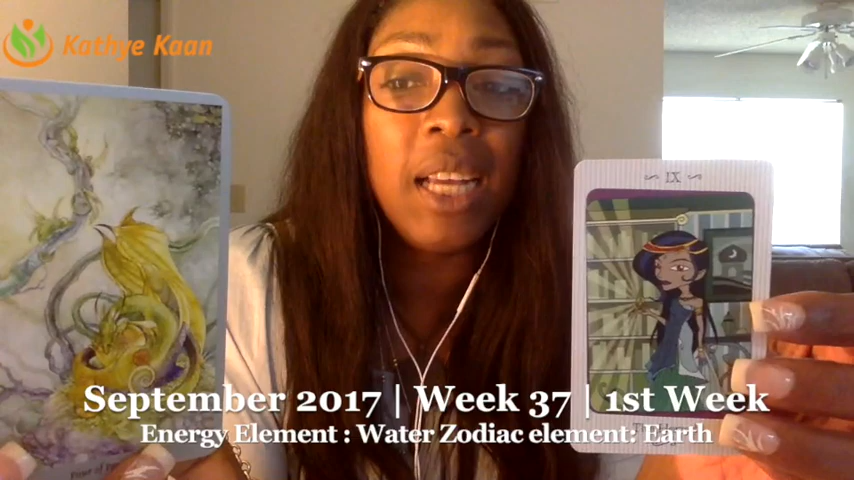 Kathye Kaan
IX
September 2017 | Week 37 | 1st Week
Energy Element : Water Zodiac element: Earth